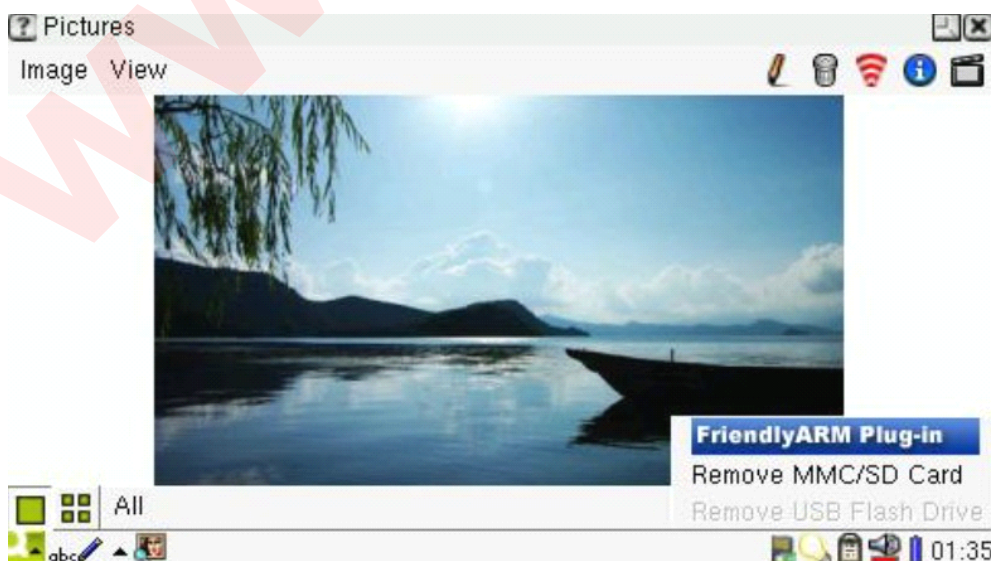 Pictures
Image View
FriendlyARM Plug-in
Remove MMC/SD Card
Remove USB Flash Drive
All
abc
01:35